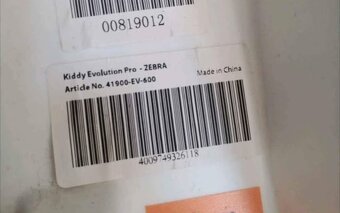 00819012
Kiddy Evolution Pro - ZEBRA
Article No. 41900-EV-600
Made in China
4009749326118